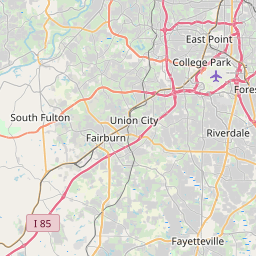 East Point
College Park
Fores
South Fulton
Union City
Riverdale
Fairburn
I 85
Fayetteville